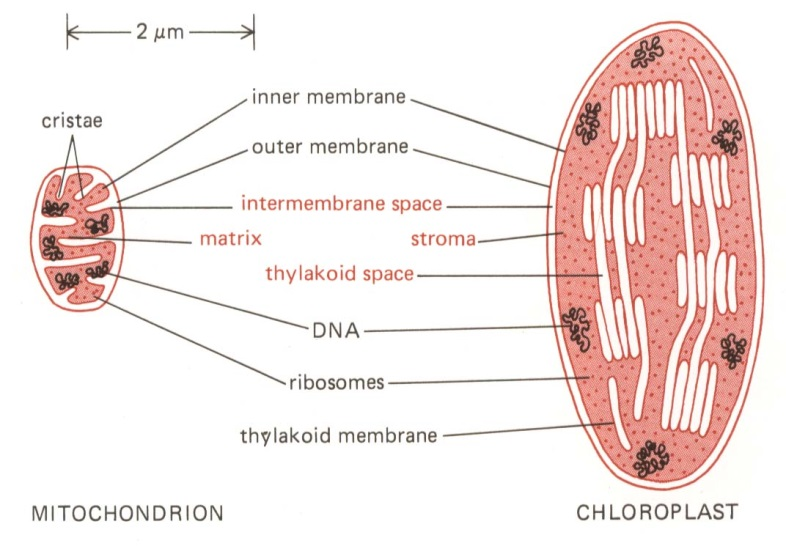 2 μm
inner membrane
cristae
outer membrane
intermembrane space
matrix
stroma
thylakoid space
DNA
ribosomes
thylakoid membrane
MITOCHONDRION
CHLOROPLAST